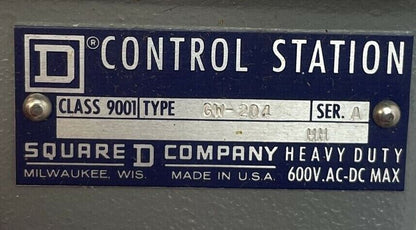 D ® CONTROL STATION
CLASS 9001 TYPE GW-204 SER. A
SQUARE D COMPANY HEAVY DUTY
MILWAUKEE, WIS. MADE IN U.S.A. 600V. AC-DC MAX